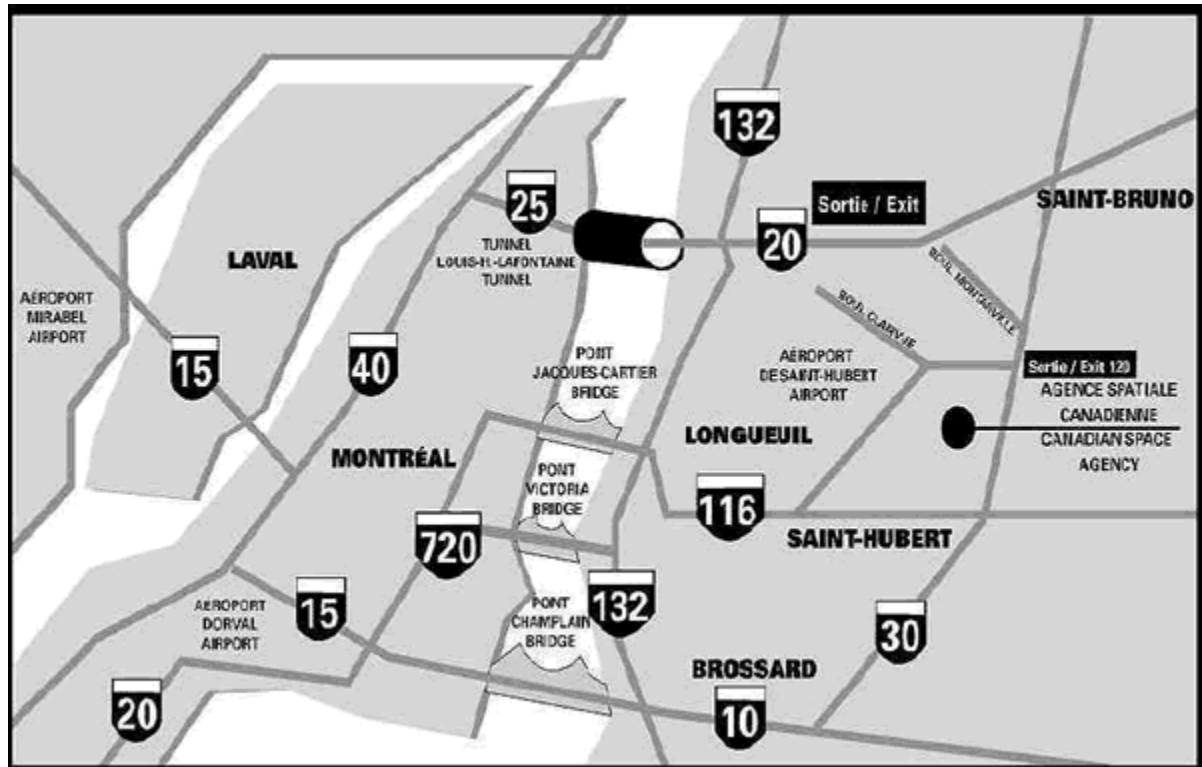 132
Sortie / Exit
SAINT-BRUNO
25
20
TUNNEL
LOUIS-H.-LAFONTAINE
TUNNEL
LAVAL
BOUL. MONTARVILLE
AÉROPORT
MIRABEL
AIRPORT
15
40
PONT
JACQUES-CARTIER
BRIDGE
AÉROPORT
DE SAINT-HUBERT
AIRPORT
Sortie / Exit 120
AGENCE SPATIALE
CANADIENNE
CANADIAN SPACE
AGENCY
MONTRÉAL
LONGUEUIL
PONT
VICTORIA
BRIDGE
116
SAINT-HUBERT
720
AÉROPORT
DORVAL
AIRPORT
15
PONT
CHAMPLAIN
BRIDGE
132
30
BROSSARD
20
10